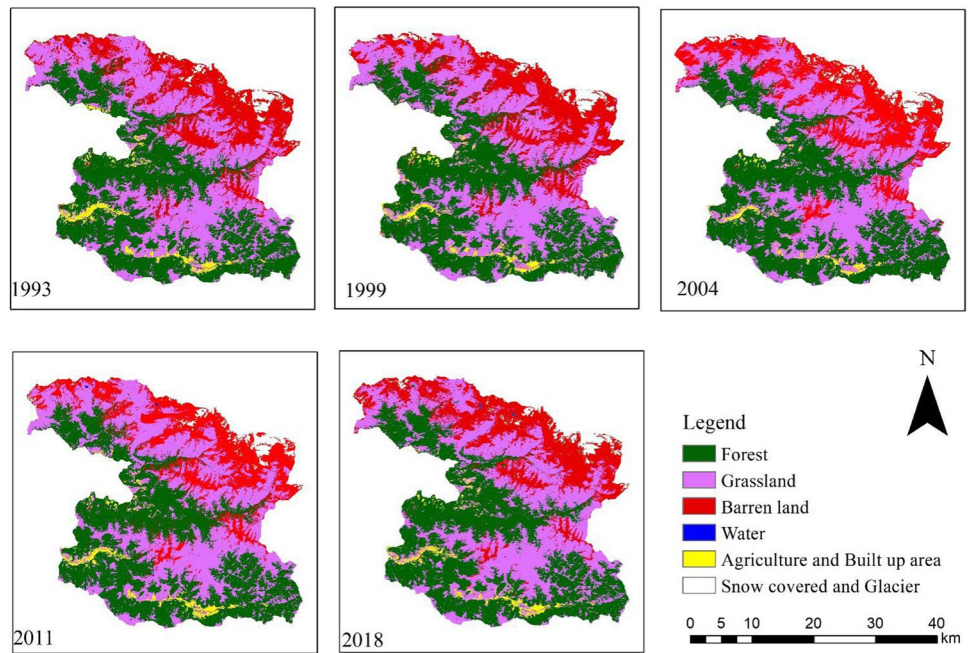 1993
1999
2004
2011
2018
N
Legend
Forest
Grassland
Barren land
Water
Agriculture and Built up area
Snow covered and Glacier
0 5 10 20 30 40
km